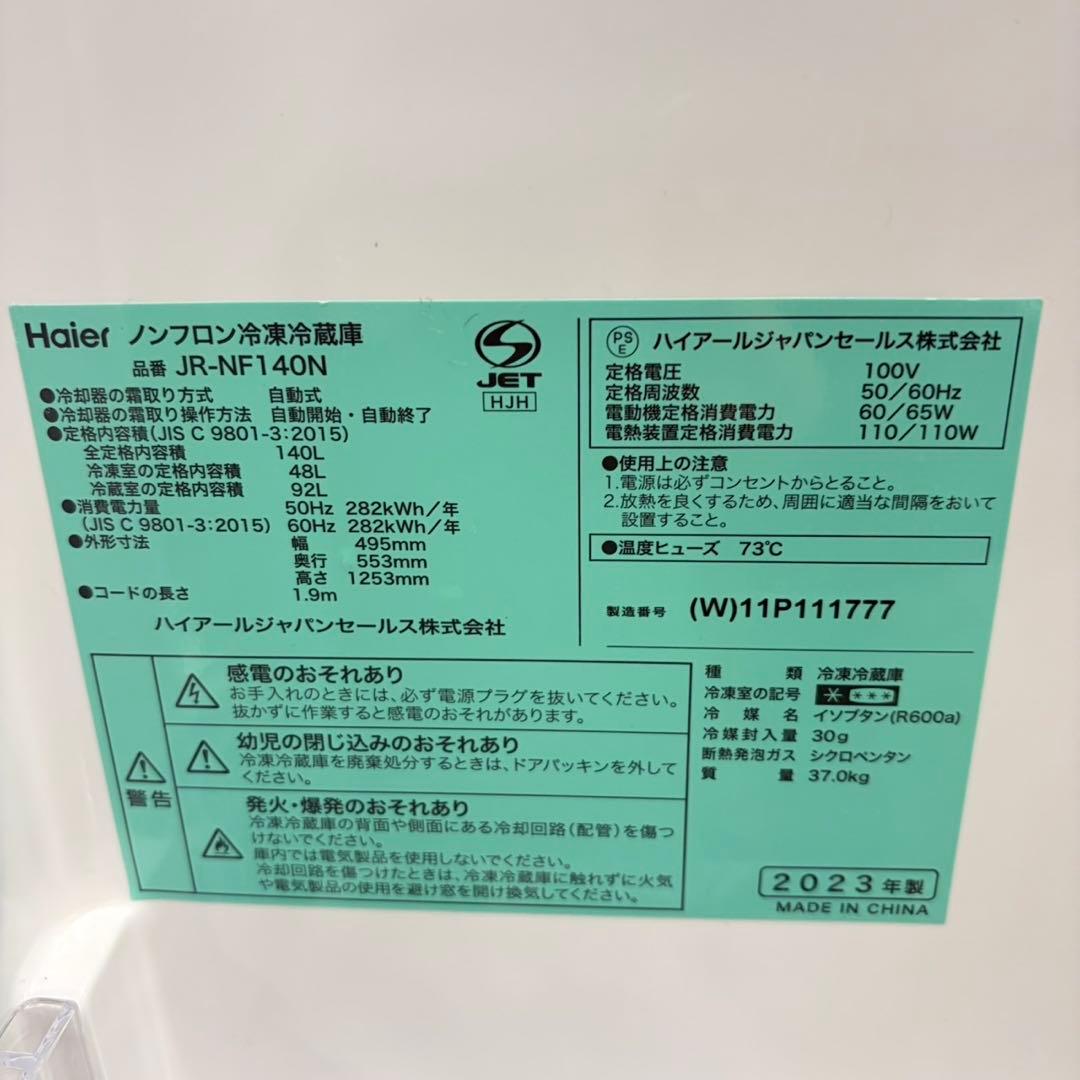 Haier ノンフロン冷凍冷蔵庫
品番 JR-NF140N
●冷却器の霜取り方式 自動式
●冷却器の霜取り操作方法 自動開始・自動終了
●定格内容積(JIS C 9801-3:2015)
全定格内容積 140L
冷凍室の定格内容積 48L
冷蔵室の定格内容積 92L
●消費電力量 50Hz 282kWh/年
(JIS C 9801-3:2015) 60Hz 282kWh/年
●外形寸法 幅 495mm
奥行 553mm
高さ 1253mm
●コードの長さ 1.9m
ハイアールジャパンセールス株式会社
JET
HJH
PSE ハイアールジャパンセールス株式会社
定格電圧 100V
定格周波数 50/60Hz
電動機定格消費電力 60/65W
電熱装置定格消費電力 110/110W
●使用上の注意
1.電源は必ずコンセントからとること。
2.放熱を良くするため、周囲に適当な間隔をおいて
設置すること。
●温度ヒューズ 73℃
製造番号 (W)11P111777
警告
感電のおそれあり
お手入れのときには、必ず電源プラグを抜いてください。
抜かずに作業すると感電のおそれがあります。
幼児の閉じ込めのおそれあり
冷凍冷蔵庫を廃棄処分するときは、ドアパッキンを外して
ください。
発火・爆発のおそれあり
冷凍冷蔵庫の背面や側面にある冷却回路(配管)を傷つ
けないでください。
庫内では電気製品を使用しないでください。
冷却回路を傷つけたときは、冷凍冷蔵庫に触れずに火気
や電気製品の使用を避け窓を開け換気してください。
種類 冷凍冷蔵庫
冷凍室の記号 * ***
冷媒名 イソブタン(R600a)
冷媒封入量 30g
断熱発泡ガス シクロペンタン
質量 37.0kg
2023年製
MADE IN CHINA